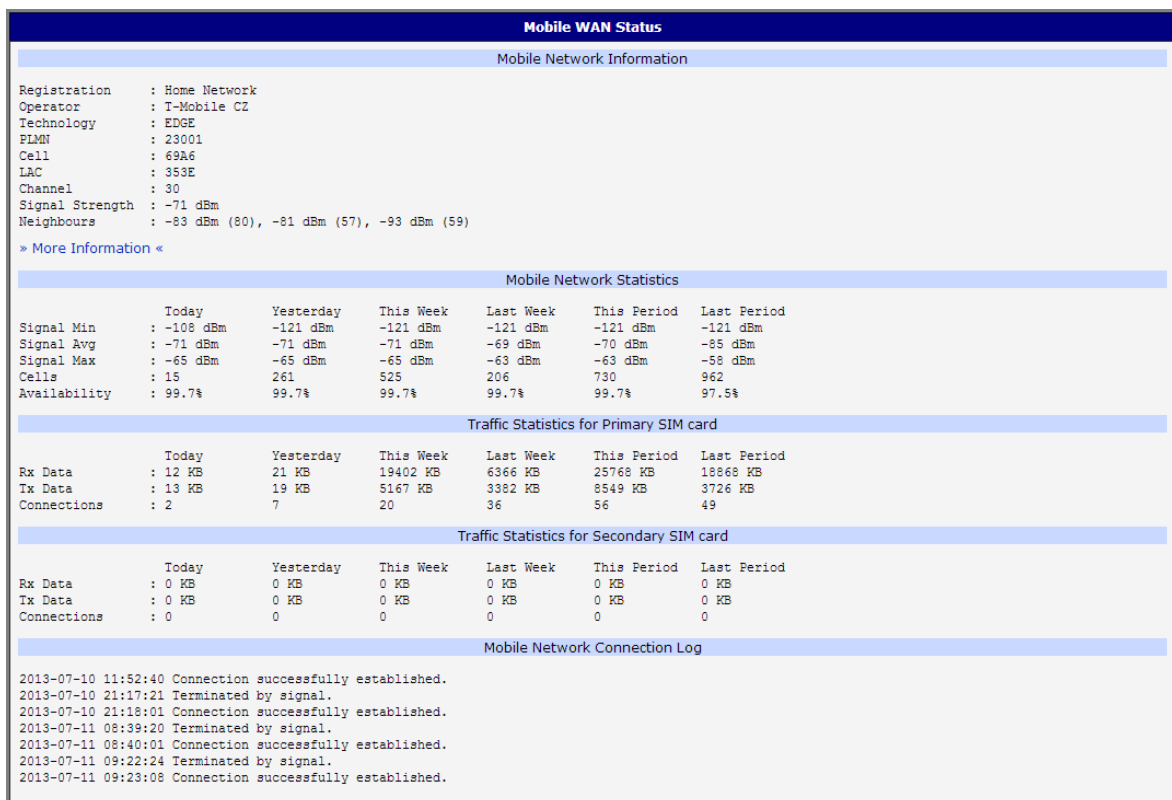 Mobile WAN Status
Mobile Network Information
Registration : Home Network
Operator : T-Mobile CZ
Technology : EDGE
PLMN : 23001
Cell : 69A6
LAC : 353E
Channel : 30
Signal Strength : -71 dBm
Neighbours : -83 dBm (80), -81 dBm (57), -93 dBm (59)
» More Information «
Mobile Network Statistics
Today Yesterday This Week Last Week This Period Last Period
Signal Min : -108 dBm -121 dBm -121 dBm -121 dBm -121 dBm -121 dBm
Signal Avg : -71 dBm -71 dBm -71 dBm -69 dBm -70 dBm -85 dBm
Signal Max : -65 dBm -65 dBm -65 dBm -63 dBm -63 dBm -58 dBm
Cells : 15 261 525 206 730 962
Availability : 99.7% 99.7% 99.7% 99.7% 99.7% 97.5%
Traffic Statistics for Primary SIM card
Today Yesterday This Week Last Week This Period Last Period
Rx Data : 12 KB 21 KB 19402 KB 6366 KB 25768 KB 18868 KB
Tx Data : 13 KB 19 KB 5167 KB 3382 KB 8549 KB 3726 KB
Connections : 2 7 20 36 56 49
Traffic Statistics for Secondary SIM card
Today Yesterday This Week Last Week This Period Last Period
Rx Data : 0 KB 0 KB 0 KB 0 KB 0 KB 0 KB
Tx Data : 0 KB 0 KB 0 KB 0 KB 0 KB 0 KB
Connections : 0 0 0 0 0 0
Mobile Network Connection Log
2013-07-10 11:52:40 Connection successfully established.
2013-07-10 21:17:21 Terminated by signal.
2013-07-10 21:18:01 Connection successfully established.
2013-07-11 08:39:20 Terminated by signal.
2013-07-11 08:40:01 Connection successfully established.
2013-07-11 09:22:24 Terminated by signal.
2013-07-11 09:23:08 Connection successfully established.